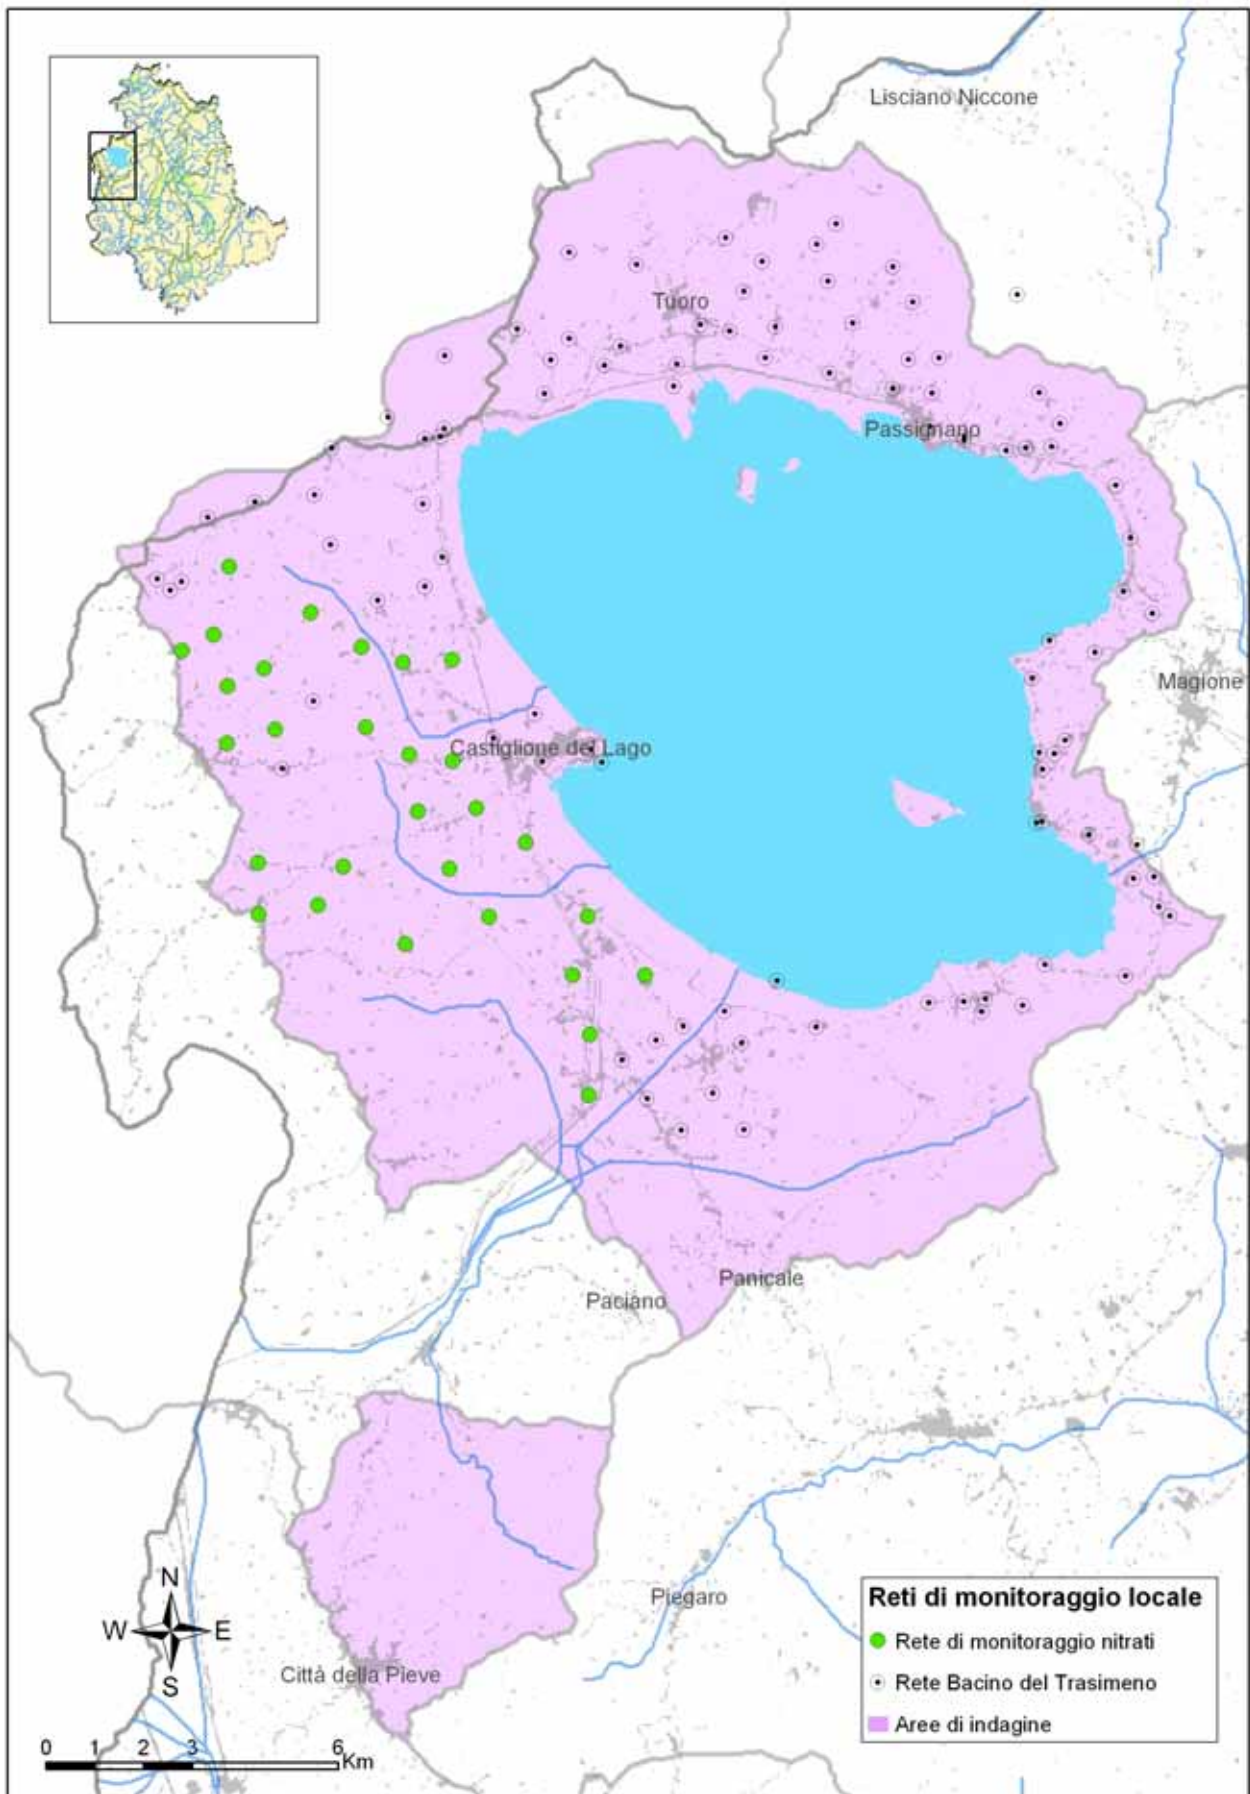 Lisciano Niccone
Tuoro
Passignano
Magione
Castiglione del Lago
Panicale
Paciano
Piegaro
Città della Pieve
N
W E
S
0 1 2 3 6 Km
Reti di monitoraggio locale
Rete di monitoraggio nitrati
Rete Bacino del Trasimeno
Aree di indagine